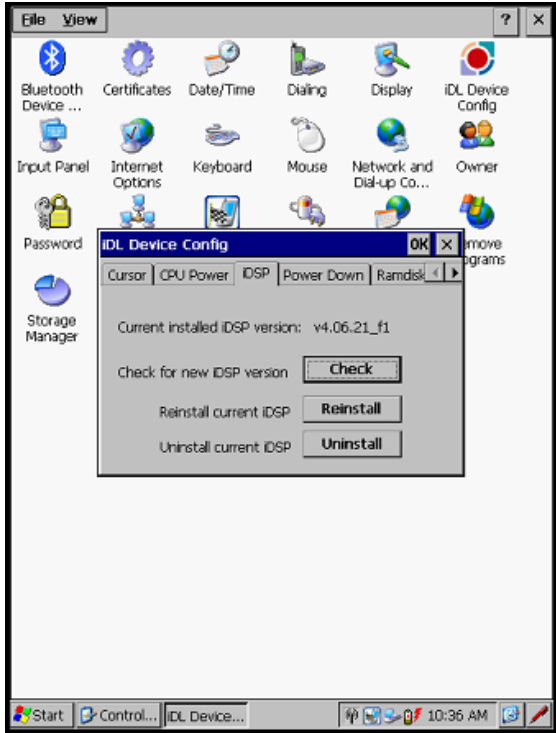 File View ? ×
Bluetooth Certificates Date/Time Dialing Display iDL Device
Device ... Config
Input Panel Internet Keyboard Mouse Network and Owner
Options Dial-up Co...
Password emove
ograms
Storage
Manager
iDL Device Config OK ×
Cursor CPU Power iDSP Power Down Ramdisk
Current installed iDSP version: v4.06.21_f1
Check for new iDSP version Check
Reinstall current iDSP Reinstall
Uninstall current iDSP Uninstall
Start Control... iDL Device... 10:36 AM